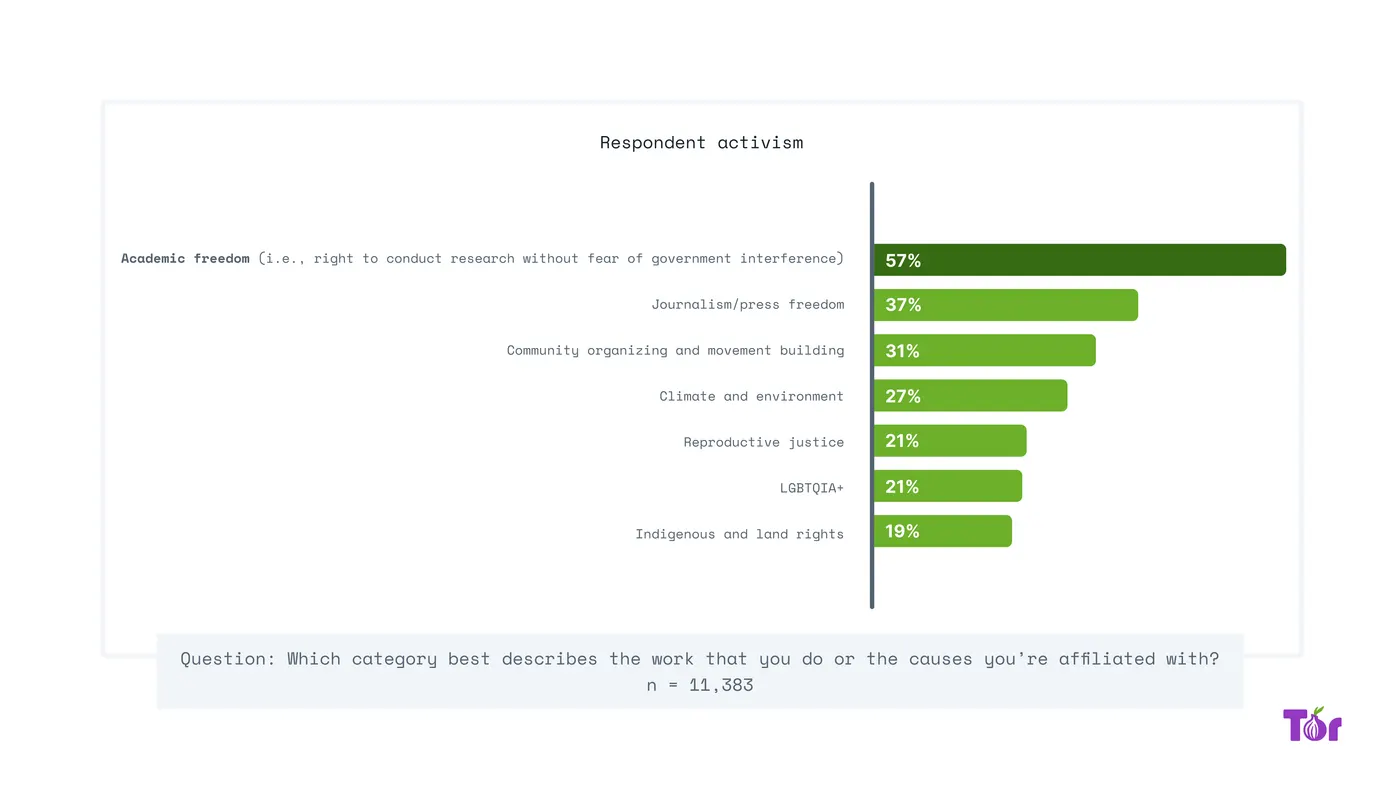 Respondent activism
Academic freedom (i.e., right to conduct research without fear of government interference) 57%
Journalism/press freedom 37%
Community organizing and movement building 31%
Climate and environment 27%
Reproductive justice 21%
LGBTQIA+ 21%
Indigenous and land rights 19%
Question: Which category best describes the work that you do or the causes you’re affiliated with?
n = 11,383
Tor